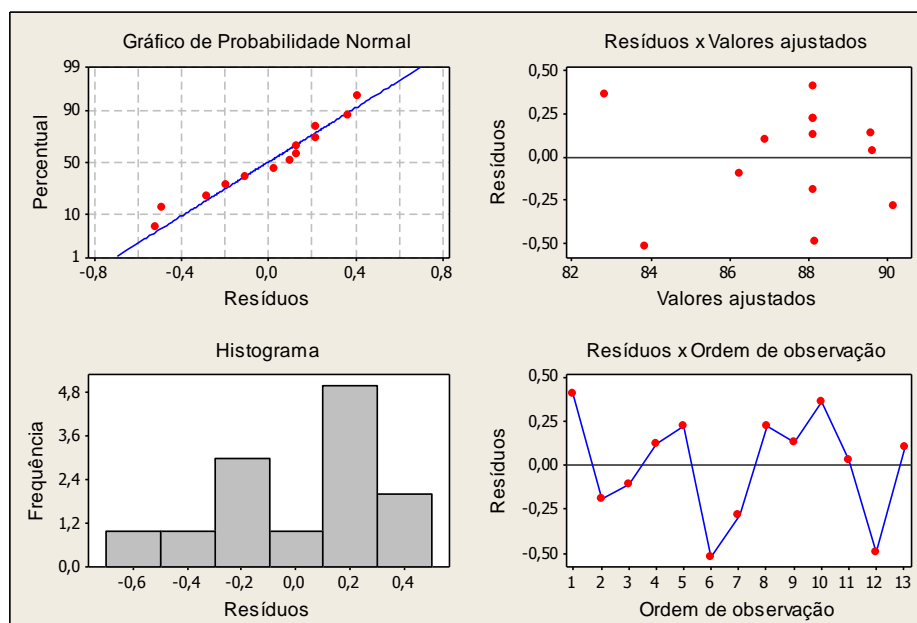 Gráfico de Probabilidade Normal
99
90
50
10
1
Percentual
-0,8 -0,4 0,0 0,4 0,8
Resíduos
Resíduos x Valores ajustados
0,50
0,25
0,00
-0,25
-0,50
Resíduos
82 84 86 88 90
Valores ajustados
Histograma
4,8
3,6
2,4
1,2
0,0
Frequência
-0,6 -0,4 -0,2 0,0 0,2 0,4
Resíduos
Resíduos x Ordem de observação
0,50
0,25
0,00
-0,25
-0,50
Resíduos
1 2 3 4 5 6 7 8 9 10 11 12 13
Ordem de observação